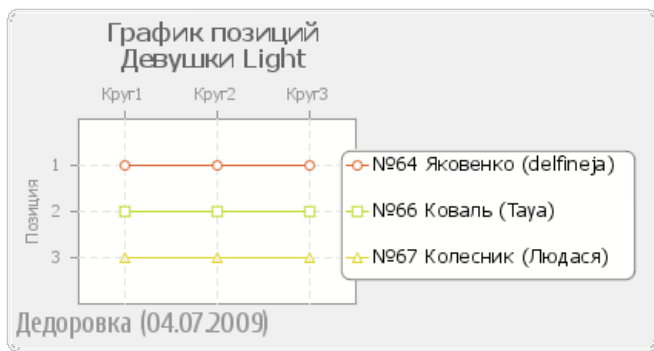 График позиций
Девушки Light
Круг1 Круг2 Круг3
Позиция
1
2
3
№64 Яковенко (delfineja)
№66 Коваль (Taya)
№67 Колесник (Людася)
Дедоровка (04.07.2009)